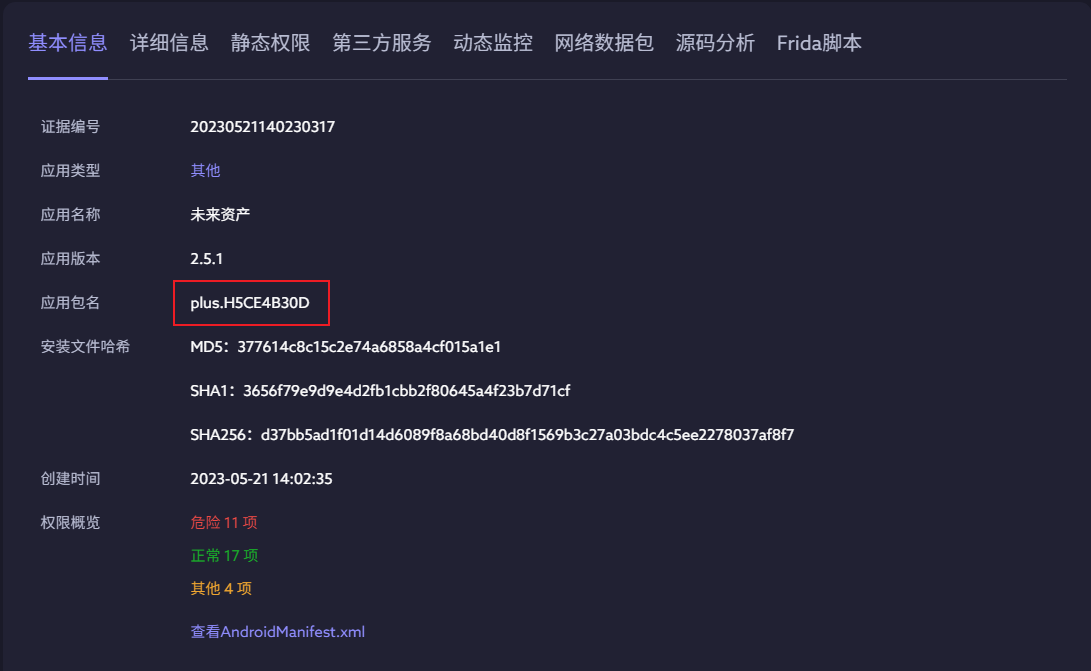 基本信息 详细信息 静态权限 第三方服务 动态监控 网络数据包 源码分析 Frida脚本
证据编号 20230521140230317
应用类型 其他
应用名称 未来资产
应用版本 2.5.1
应用包名 plus.H5CE4B30D
安装文件哈希 MD5：377614c8c15c2e74a6858a4cf015a1e1
SHA1：3656f79e9d9e4d2fb1cbb2f80645a4f23b7d71cf
SHA256：d37bb5ad1f01d14d6089f8a68bd40d8f1569b3c27a03bdc4c5ee2278037af8f7
创建时间 2023-05-21 14:02:35
权限概览 危险 11 项
正常 17 项
其他 4 项
查看AndroidManifest.xml